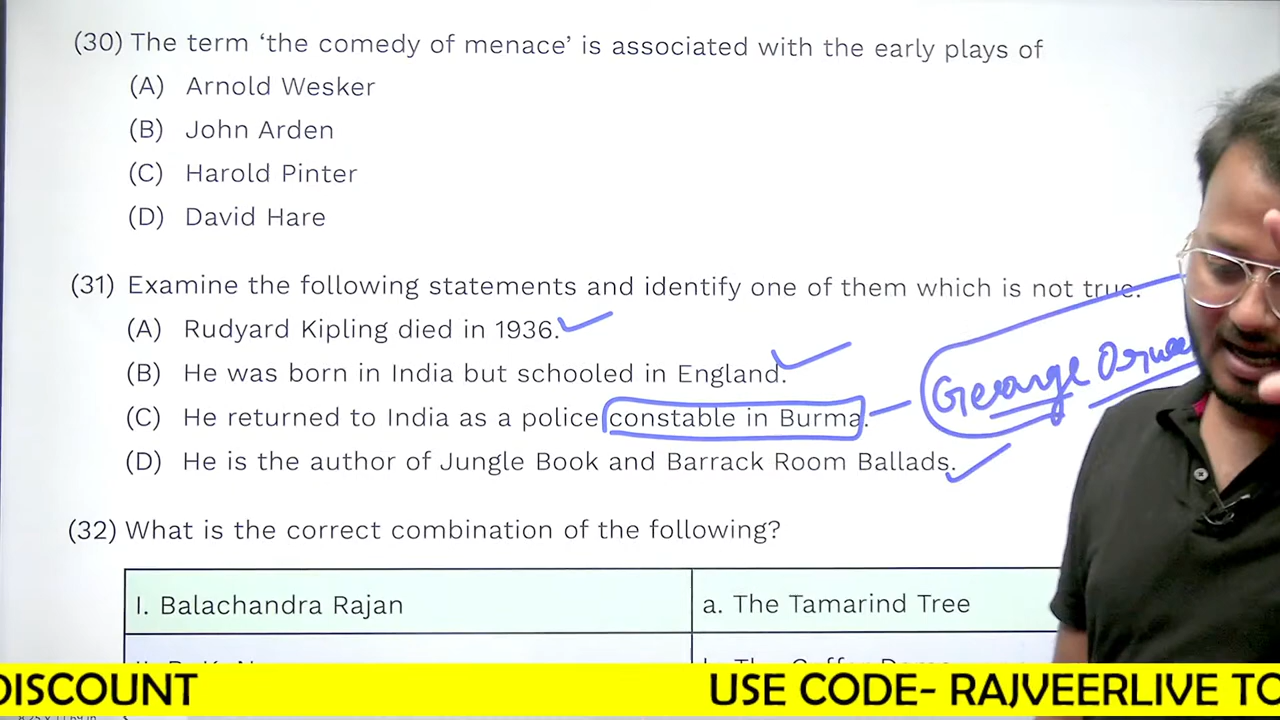 (30) The term ‘the comedy of menace’ is associated with the early plays of
(A) Arnold Wesker
(B) John Arden
(C) Harold Pinter
(D) David Hare
(31) Examine the following statements and identify one of them which is not true.
(A) Rudyard Kipling died in 1936.
(B) He was born in India but schooled in England.
(C) He returned to India as a police constable in Burma.
George
(D) He is the author of Jungle Book and Barrack Room Ballads.
(32) What is the correct combination of the following?
I. Balachandra Rajan
a. The Tamarind Tree
DISCOUNT
USE CODE- RAJVEERLIVE TO